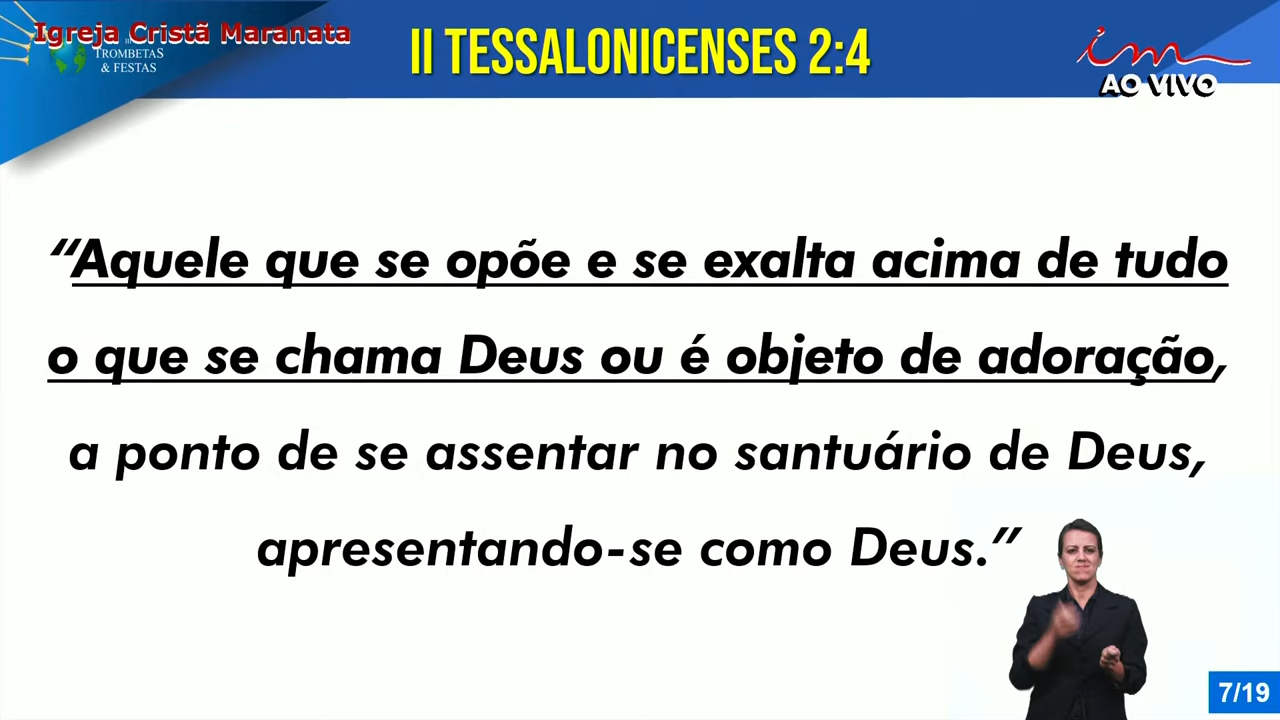 Igreja Cristã Maranata
TROMBETAS
& FESTAS
II TESSALONICENSES 2:4
im
AO VIVO
“Aquele que se opõe e se exalta acima de tudo
o que se chama Deus ou é objeto de adoração,
a ponto de se assentar no santuário de Deus,
apresentando-se como Deus.”
7/19